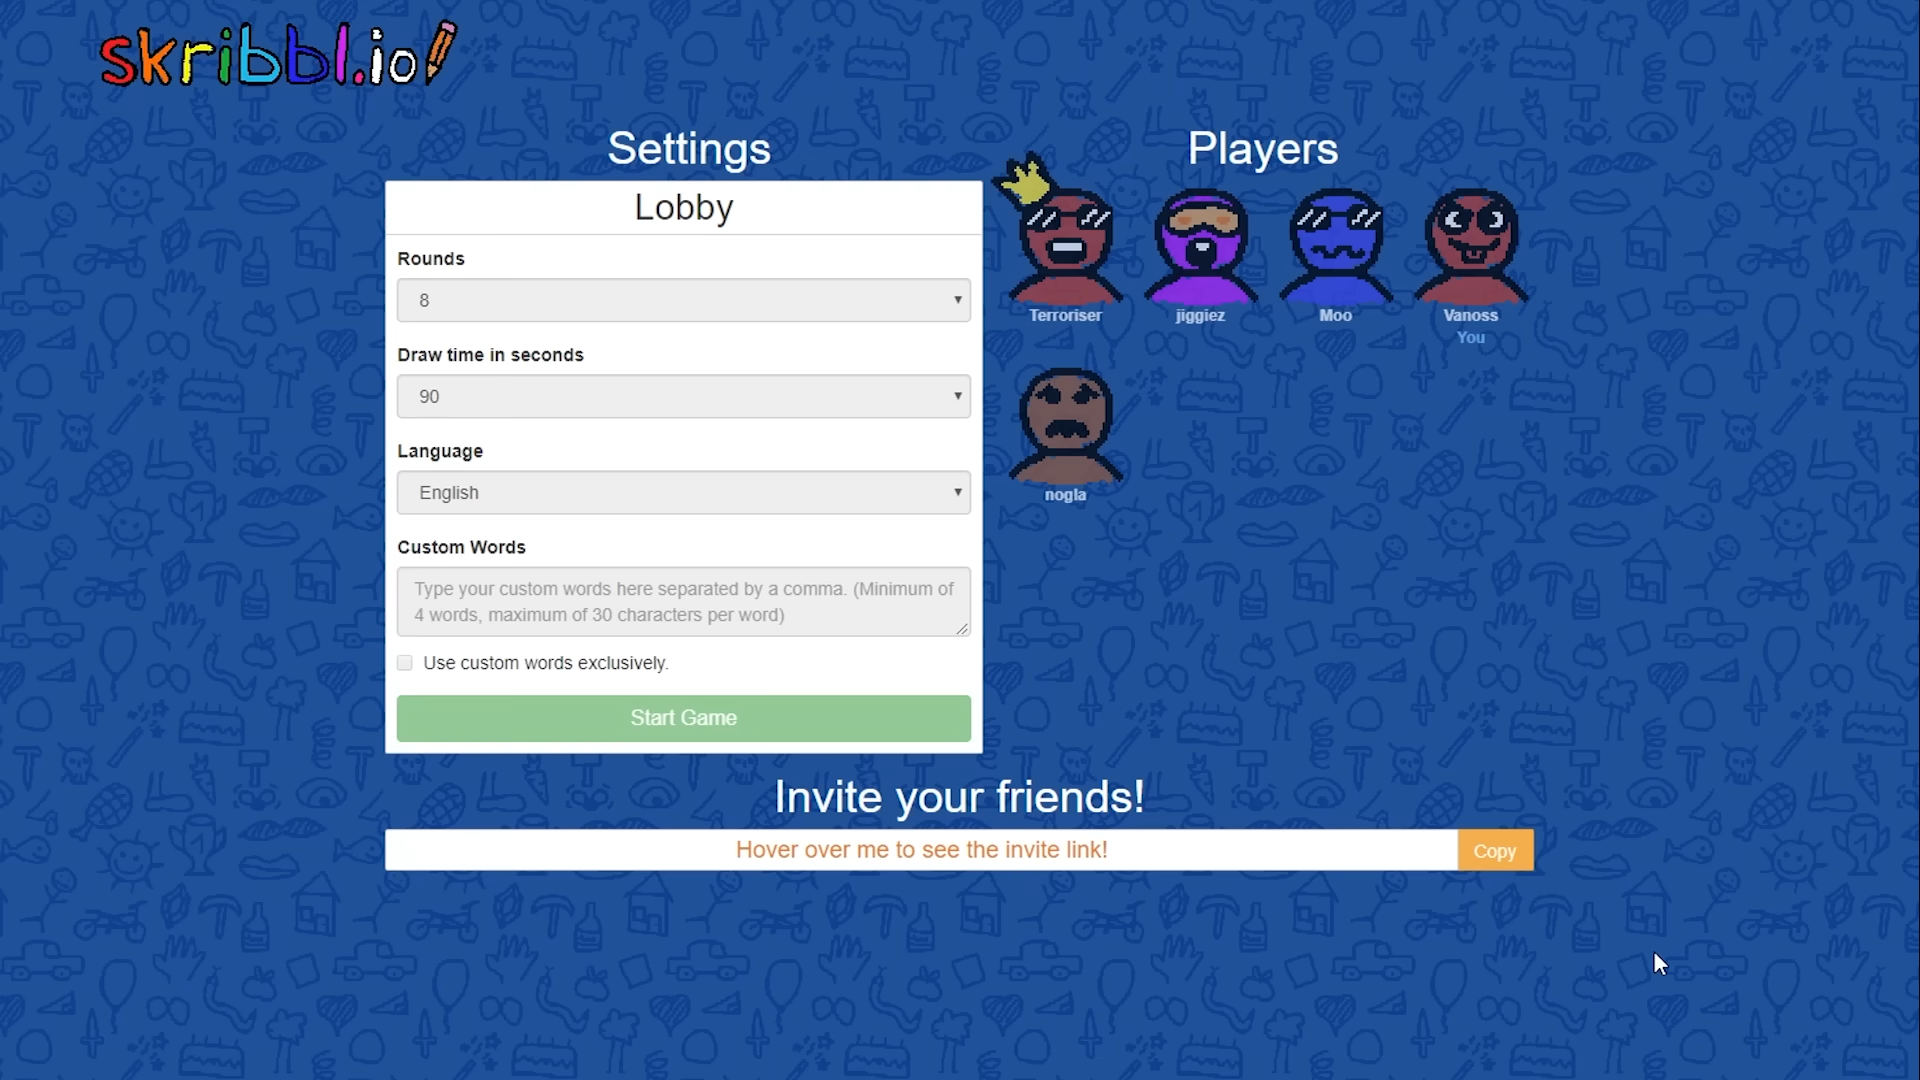 skribbl.io
Settings
Players
Lobby
Rounds
8
Draw time in seconds
90
Language
English
Custom Words
Type your custom words here separated by a comma. (Minimum of
4 words, maximum of 30 characters per word)
Use custom words exclusively.
Start Game
Terroriser
jiggiez
Moo
Vanoss
You
nogla
Invite your friends!
Hover over me to see the invite link!
Copy